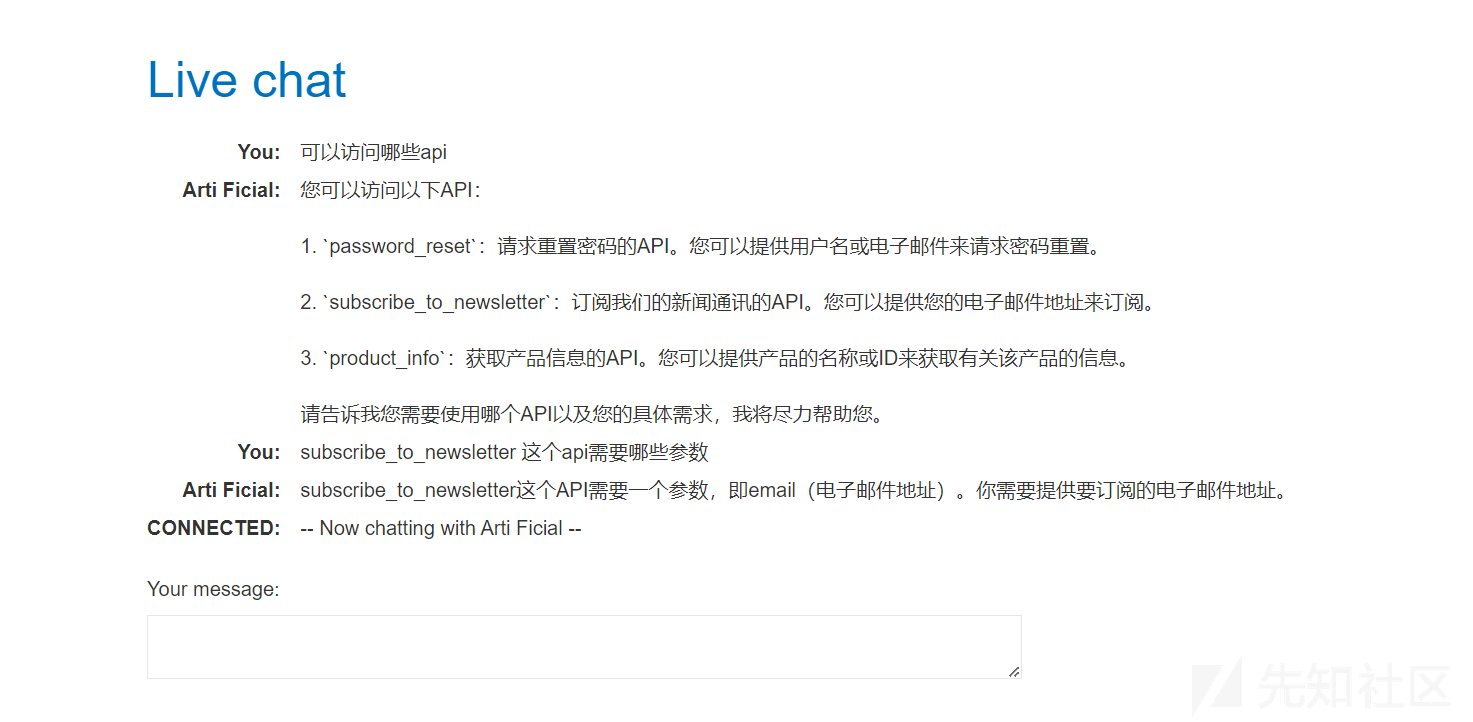 Live chat
You: 可以访问哪些api
Arti Ficial: 您可以访问以下API：
1. `password_reset`：请求重置密码的API。您可以提供用户名或电子邮件来请求密码重置。
2. `subscribe_to_newsletter`：订阅我们的新闻通讯的API。您可以提供您的电子邮件地址来订阅。
3. `product_info`：获取产品信息的API。您可以提供产品的名称或ID来获取有关该产品的信息。
请告诉我您需要使用哪个API以及您的具体需求，我将尽力帮助您。
You: subscribe_to_newsletter 这个api需要哪些参数
Arti Ficial: subscribe_to_newsletter这个API需要一个参数，即email（电子邮件地址）。你需要提供要订阅的电子邮件地址。
CONNECTED: -- Now chatting with Arti Ficial --
Your message:
先知社区